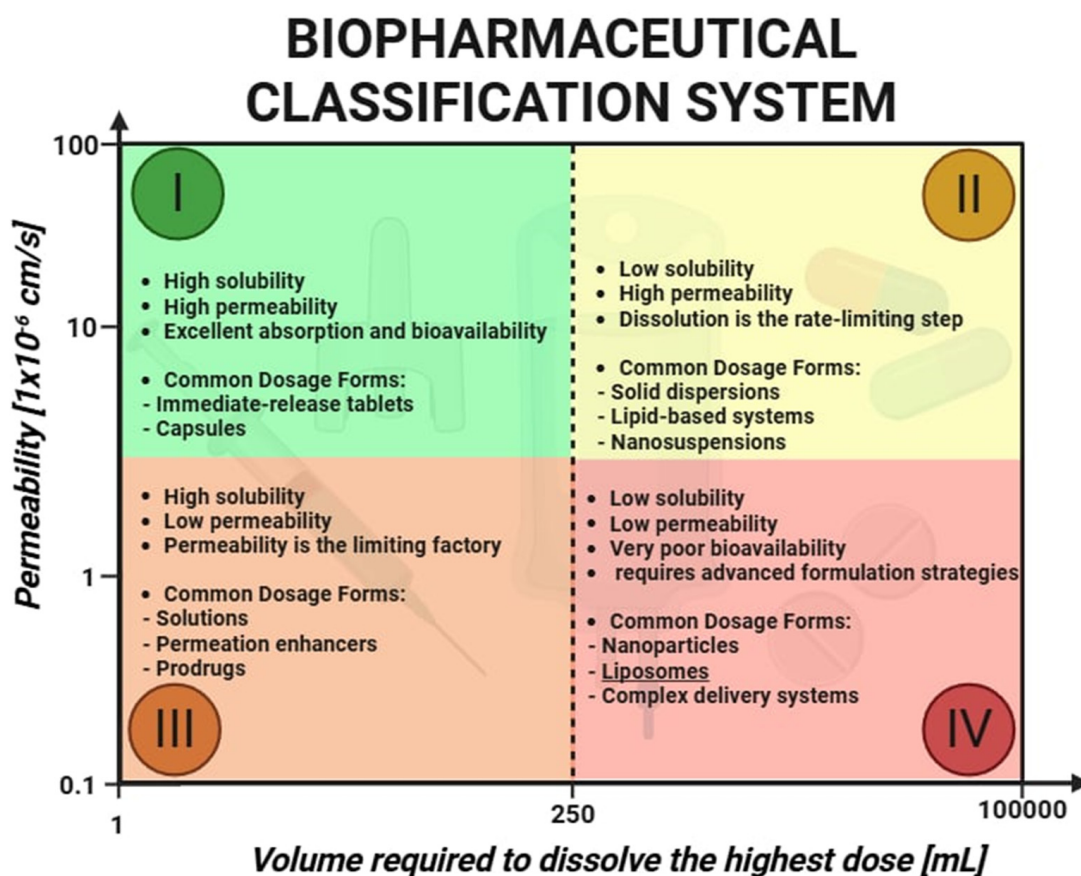 BIOPHARMACEUTICAL
CLASSIFICATION SYSTEM
Permeability [1x10⁻⁶ cm/s]
100
10
1
0.1
I
• High solubility
• High permeability
• Excellent absorption and bioavailability
• Common Dosage Forms:
- Immediate-release tablets
- Capsules
II
• Low solubility
• High permeability
• Dissolution is the rate-limiting step
• Common Dosage Forms:
- Solid dispersions
- Lipid-based systems
- Nanosuspensions
• High solubility
• Low permeability
• Permeability is the limiting factory
• Common Dosage Forms:
- Solutions
- Permeation enhancers
- Prodrugs
III
• Low solubility
• Low permeability
• Very poor bioavailability
• requires advanced formulation strategies
• Common Dosage Forms:
- Nanoparticles
- Liposomes
- Complex delivery systems
IV
1
250
100000
Volume required to dissolve the highest dose [mL]